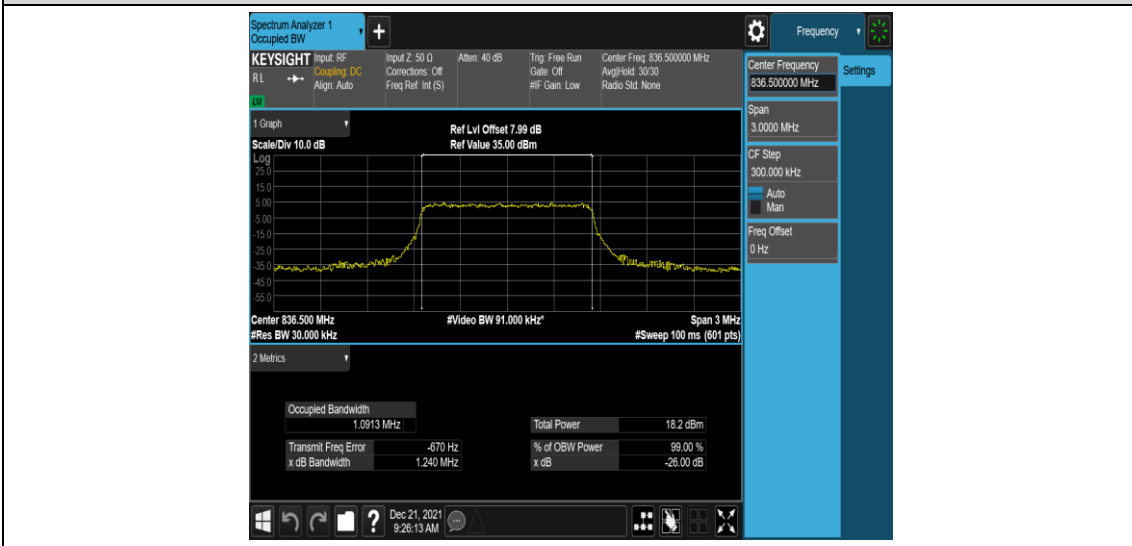 Spectrum Analyzer 1
Occupied BW
+
Frequency
KEYSIGHT
RL
LXI
Input: RF
Coupling: DC
Align: Auto
Input Z: 50 Ω
Corrections: Off
Freq Ref: Int (S)
Atten: 40 dB
Trig: Free Run
Gate: Off
#IF Gain: Low
Center Freq: 836.500000 MHz
Avg|Hold: 30/30
Radio Std: None
Center Frequency
836.500000 MHz
Settings
Span
3.0000 MHz
CF Step
300.000 kHz
Auto
Man
Freq Offset
0 Hz
1 Graph
Scale/Div 10.0 dB
Ref Lvl Offset 7.99 dB
Ref Value 35.00 dBm
Log
25.0
15.0
5.00
-5.00
-15.0
-25.0
-35.0
-45.0
-55.0
Center 836.500 MHz
#Video BW 91.000 kHz*
Span 3 MHz
#Res BW 30.000 kHz
#Sweep 100 ms (601 pts)
2 Metrics
Occupied Bandwidth
1.0913 MHz
Total Power 18.2 dBm
Transmit Freq Error -670 Hz
% of OBW Power 99.00 %
x dB Bandwidth 1.240 MHz
x dB -26.00 dB
?
Dec 21, 2021
9:26:13 AM